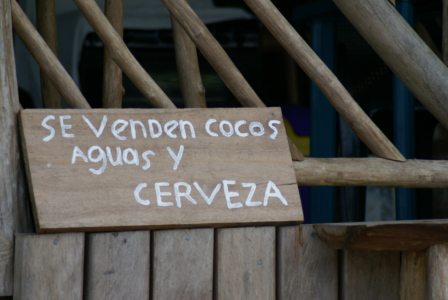 SE Venden cocos
Aguas y
CERVEZA